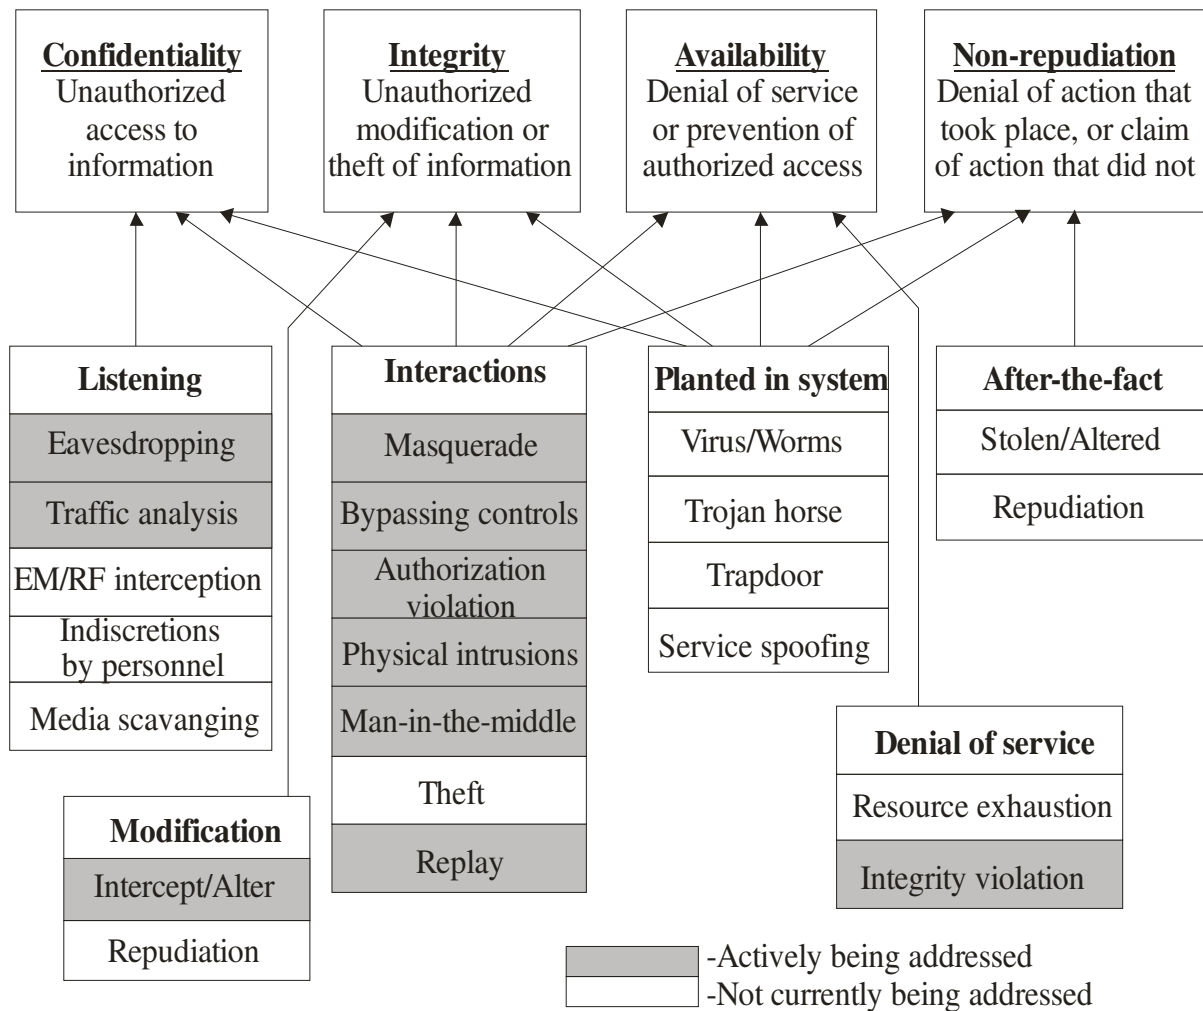 Confidentiality
Unauthorized
access to
information
Integrity
Unauthorized
modification or
theft of information
Availability
Denial of service
or prevention of
authorized access
Non-repudiation
Denial of action that
took place, or claim
of action that did not
Listening
Eavesdropping
Traffic analysis
EM/RF interception
Indiscretions
by personnel
Media scavanging
Modification
Intercept/Alter
Repudiation
Interactions
Masquerade
Bypassing controls
Authorization
violation
Physical intrusions
Man-in-the-middle
Theft
Replay
Planted in system
Virus/Worms
Trojan horse
Trapdoor
Service spoofing
After-the-fact
Stolen/Altered
Repudiation
Denial of service
Resource exhaustion
Integrity violation
-Actively being addressed
-Not currently being addressed